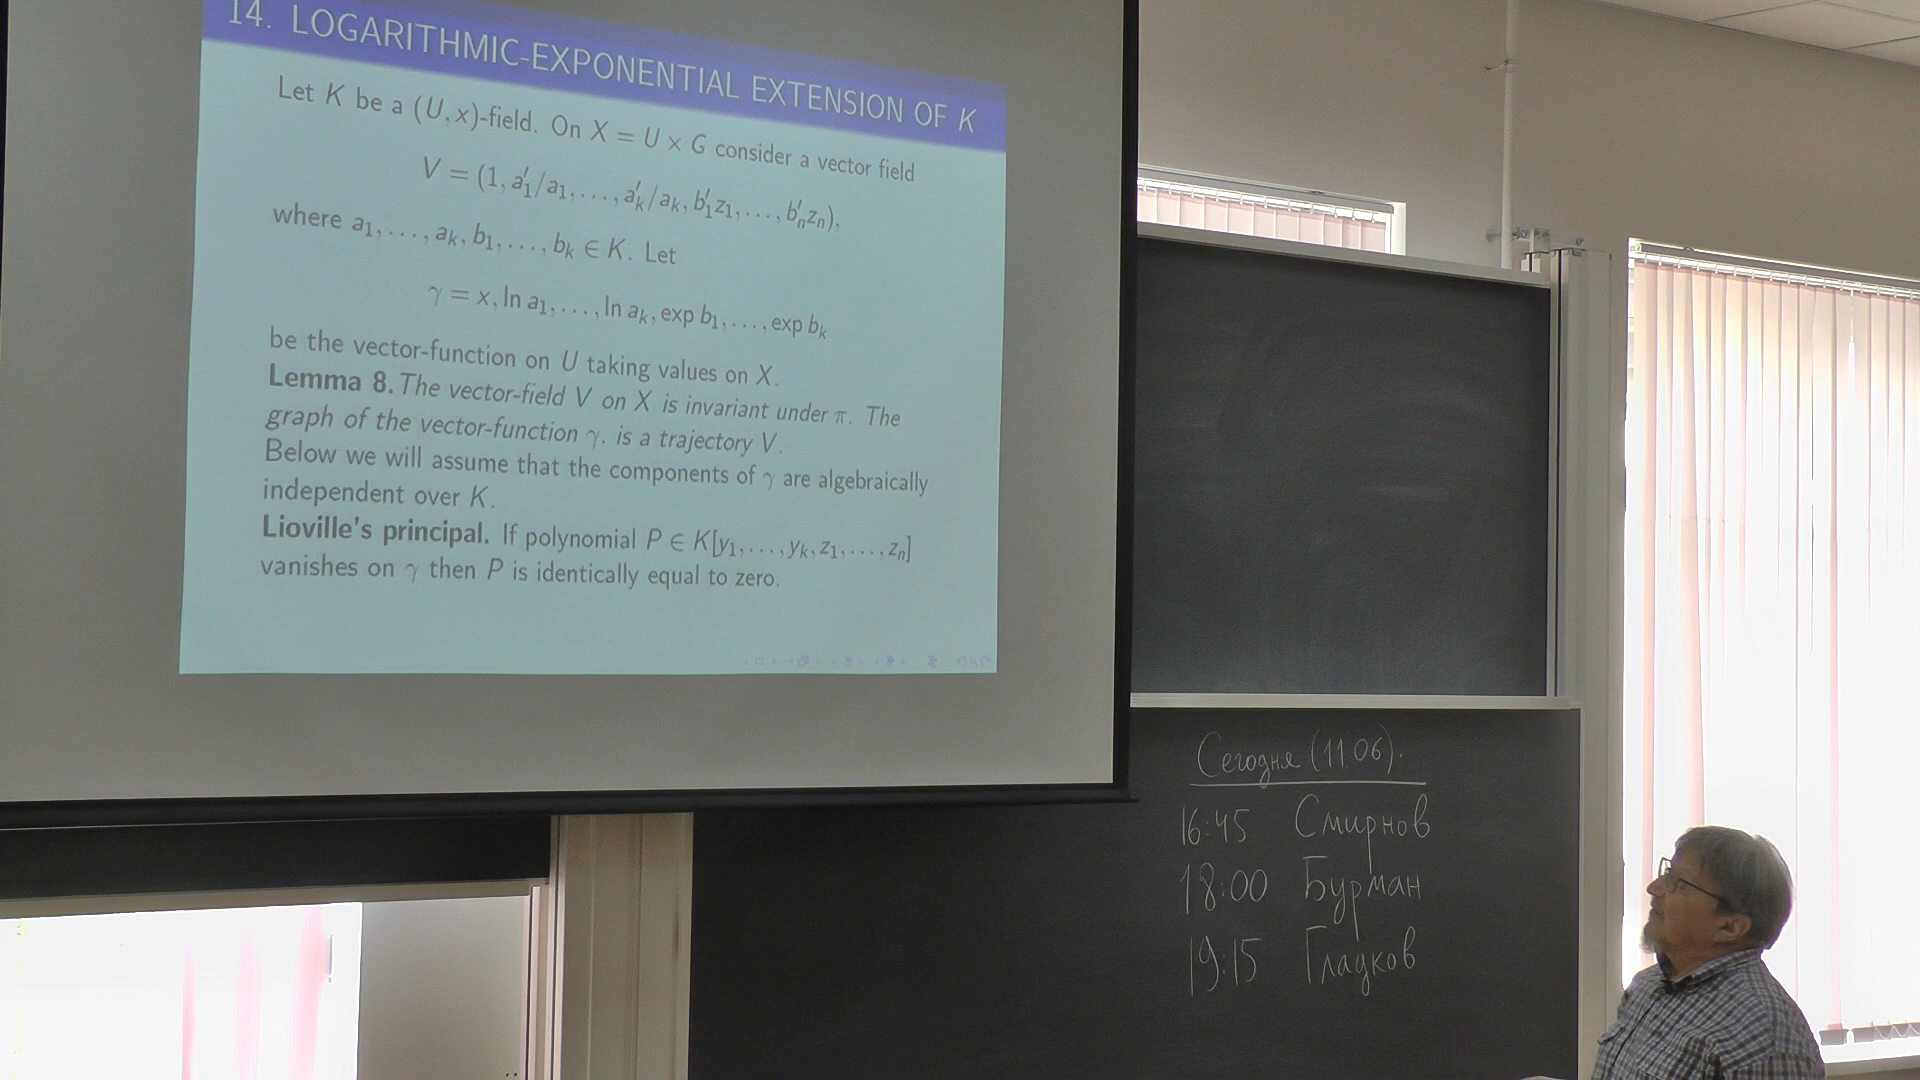 14. LOGARITHMIC-EXPONENTIAL EXTENSION OF K
Let K be a (U, x)-field. On X = U × G consider a vector field
V = (1, a′₁/a₁, . . . , a′ₖ/aₖ, b′₁z₁, . . . , b′ₙzₙ),
where a₁, . . . , aₖ, b₁, . . . , bₖ ∈ K. Let
γ = x, ln a₁, . . . , ln aₖ, exp b₁, . . . , exp bₖ
be the vector-function on U taking values on X.
Lemma 8. The vector-field V on X is invariant under π. The
graph of the vector-function γ. is a trajectory V.
Below we will assume that the components of γ are algebraically
independent over K.
Lioville's principal. If polynomial P ∈ K[y₁, . . . , yₖ, z₁, . . . , zₙ]
vanishes on γ then P is identically equal to zero.
Сегодня (11.06).
16:45 Смирнов
18:00 Бурман
19:15 Гладков